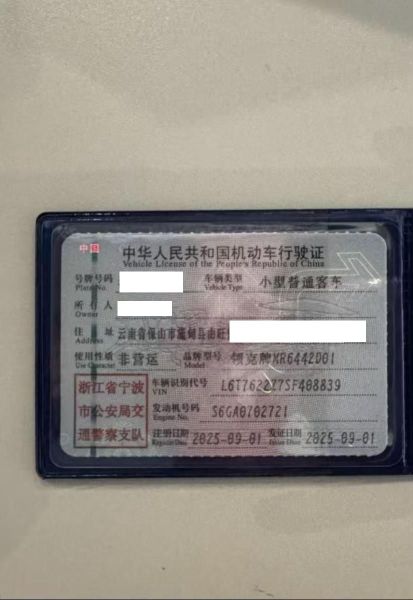 中华人民共和国机动车行驶证
Vehicle License of the People's Republic of China
号牌号码
Plate No.
车辆类型 小型普通客车
Vehicle Type
所有人
Owner
住址 云南省保山市
Address
使用性质 非营运 品牌型号 领克牌MR6442D01
Use Character Model
浙江省宁波
市公安局交
通警察支队
车辆识别代号 L6T7622Z7SF408839
VIN
发动机号码 S6GA0702721
Engine No.
注册日期 2025-09-01 发证日期 2025-09-01
Register Date Issue Date